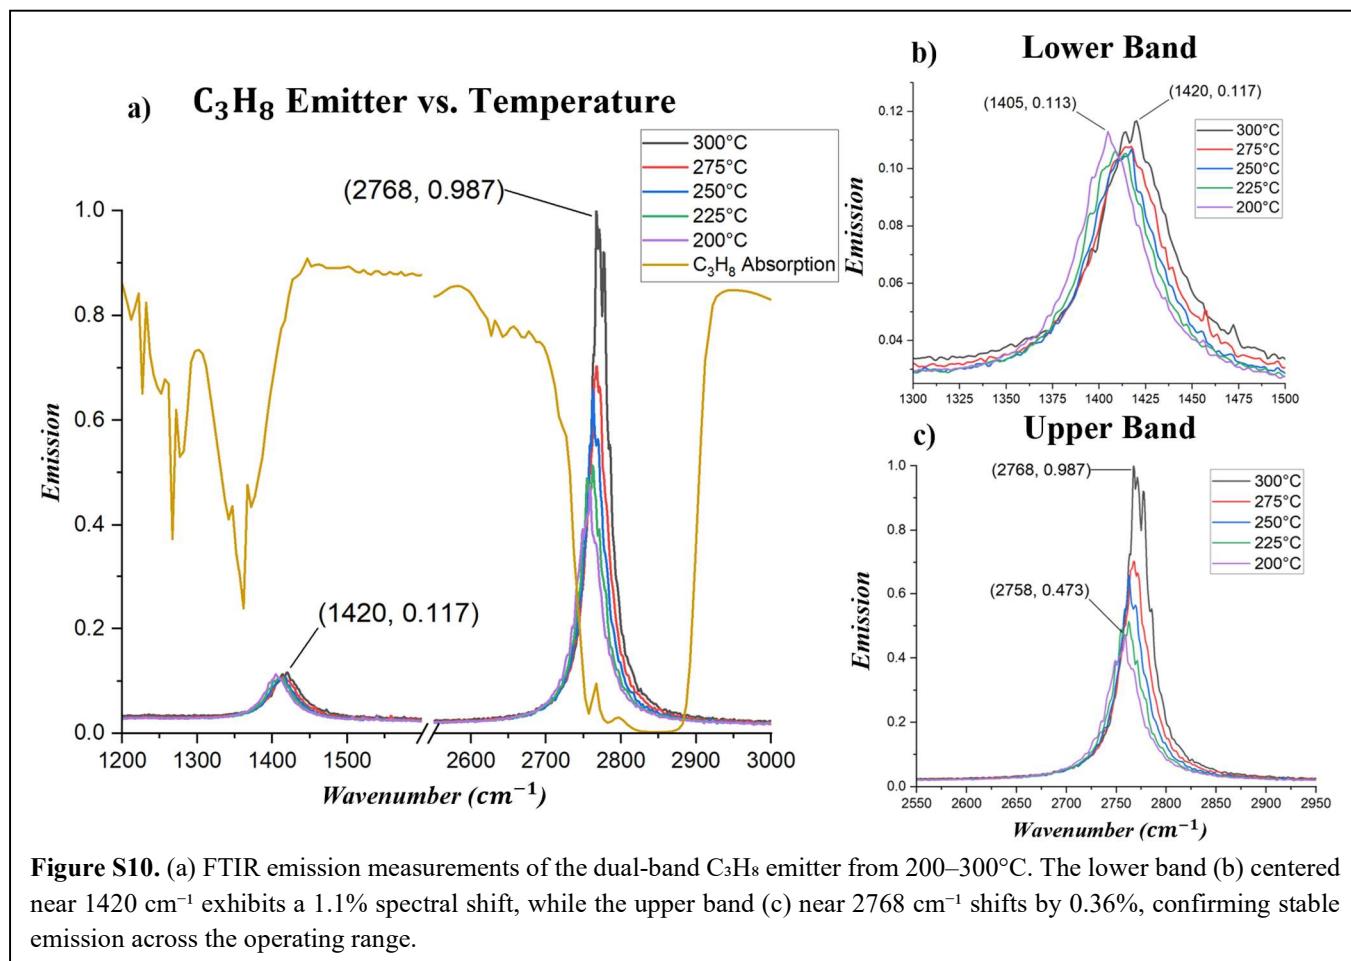 a)
C₃H₈ Emitter vs. Temperature
300°C
275°C
250°C
225°C
200°C
C₃H₈ Absorption
(2768, 0.987)
(1420, 0.117)
1.0
0.8
0.6
0.4
0.2
0.0
Emission
1200 1300 1400 1500 2600 2700 2800 2900 3000
Wavenumber (cm⁻¹)
b)
Lower Band
(1405, 0.113)
(1420, 0.117)
300°C
275°C
250°C
225°C
200°C
0.12
0.10
0.08
0.06
0.04
Emission
1300 1325 1350 1375 1400 1425 1450 1475 1500
c)
Upper Band
(2768, 0.987)
(2758, 0.473)
300°C
275°C
250°C
225°C
200°C
1.0
0.8
0.6
0.4
0.2
0.0
Emission
2550 2600 2650 2700 2750 2800 2850 2900 2950
Wavenumber (cm⁻¹)
Figure S10. (a) FTIR emission measurements of the dual-band C₃H₈ emitter from 200–300°C. The lower band (b) centered
near 1420 cm⁻¹ exhibits a 1.1% spectral shift, while the upper band (c) near 2768 cm⁻¹ shifts by 0.36%, confirming stable
emission across the operating range.